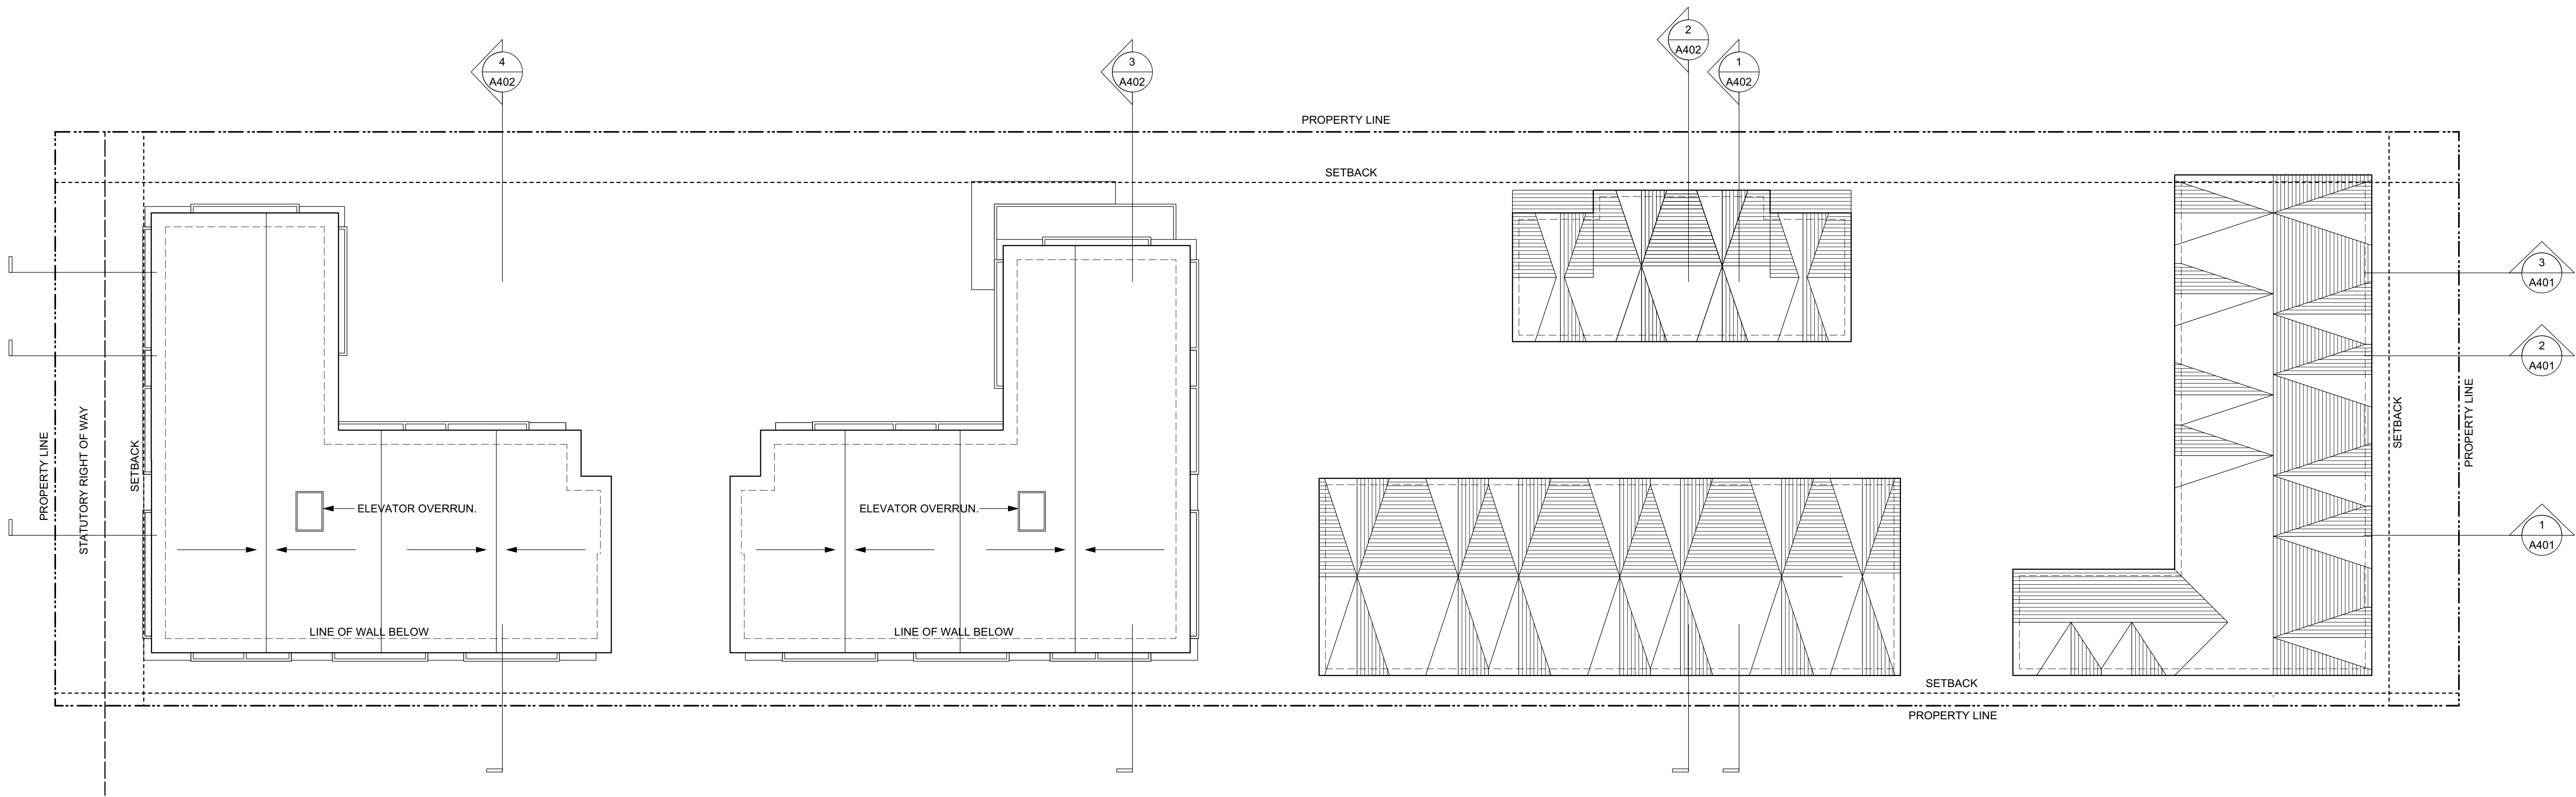 2
A402
4
A402
3
A402
1
A402
PROPERTY LINE
SETBACK
3
A401
2
A401
1
A401
PROPERTY LINE
STATUTORY RIGHT OF WAY
SETBACK
SETBACK
PROPERTY LINE
ELEVATOR OVERRUN.
ELEVATOR OVERRUN.
LINE OF WALL BELOW
LINE OF WALL BELOW
SETBACK
PROPERTY LINE